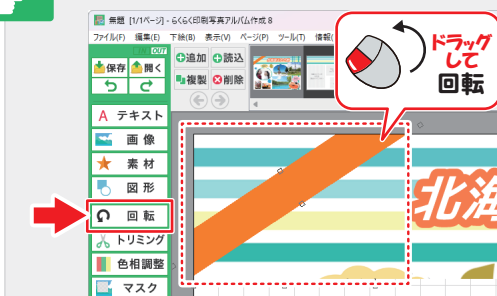 無題 [1/1ページ] - らくらく印刷写真アルバム作成 8
ファイル(F) 編集(E) 下絵(B) 表示(V) ページ(P) ツール(T) 情報(
IN OUT
保存 開く
追加 読込
複製 削除
ドラッグ
して
回転
A テキスト
画像
素材
図形
回転
トリミング
色相調整
マスク
北海